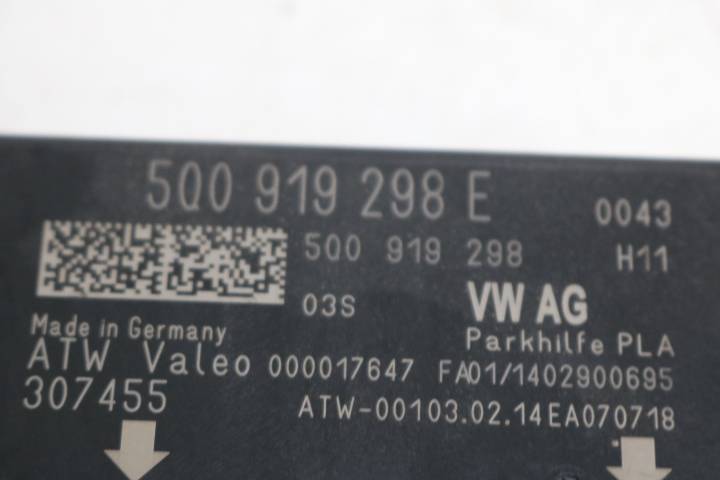 5Q0 919 298 E 0043
5Q0 919 298 H11
03S VW AG
Made in Germany Parkhilfe PLA
ATW Valeo 000017647 FA01/1402900695
307455 ATW-00103.02.14EA070718